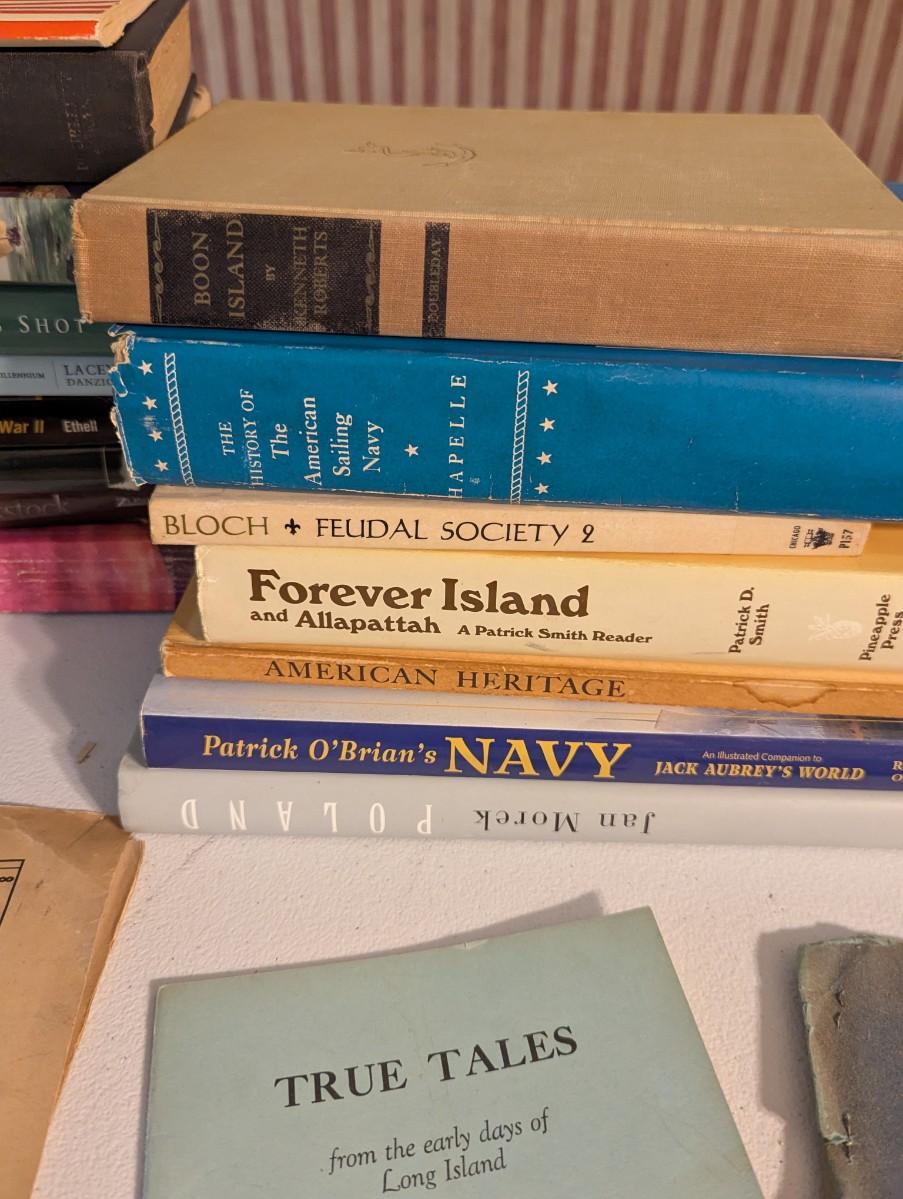 BOON
ISLAND
BY
KENNETH
ROBERTS
DOUBLEDAY
THE
HISTORY OF
The
American
Sailing
Navy
HAPELLE
BLOCH FEUDAL SOCIETY 2
CHICAGO
P157
Forever Island
and Allapattah A Patrick Smith Reader
Patrick D.
Smith
Pineapple
Press
AMERICAN HERITAGE
Patrick O'Brian's NAVY An Illustrated Companion to
JACK AUBREY'S WORLD
Jan Morek POLAND
SHOT
LACEY
DANZIG
War II Ethell
stock
TRUE TALES
from the early days of
Long Island